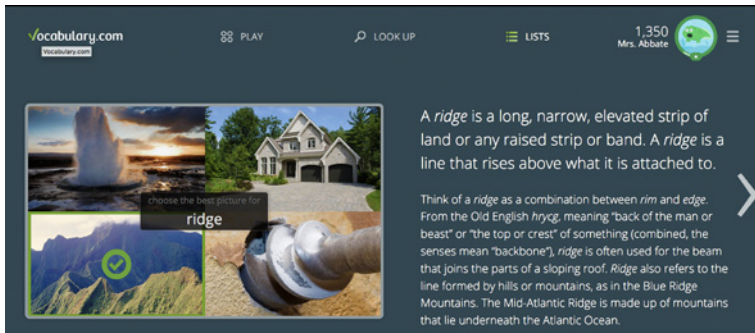 Vocabulary.com
PLAY
LOOK UP
LISTS
1,350
Mrs. Abbate
Vocabulary.com
choose the best picture for
ridge
A ridge is a long, narrow, elevated strip of
land or any raised strip or band. A ridge is a
line that rises above what it is attached to.
Think of a ridge as a combination between rim and edge.
From the Old English hrycg, meaning "back of the man or
beast" or "the top or crest" of something (combined, the
senses mean "backbone"), ridge is often used for the beam
that joins the parts of a sloping roof. Ridge also refers to the
line formed by hills or mountains, as in the Blue Ridge
Mountains. The Mid-Atlantic Ridge is made up of mountains
that lie underneath the Atlantic Ocean.